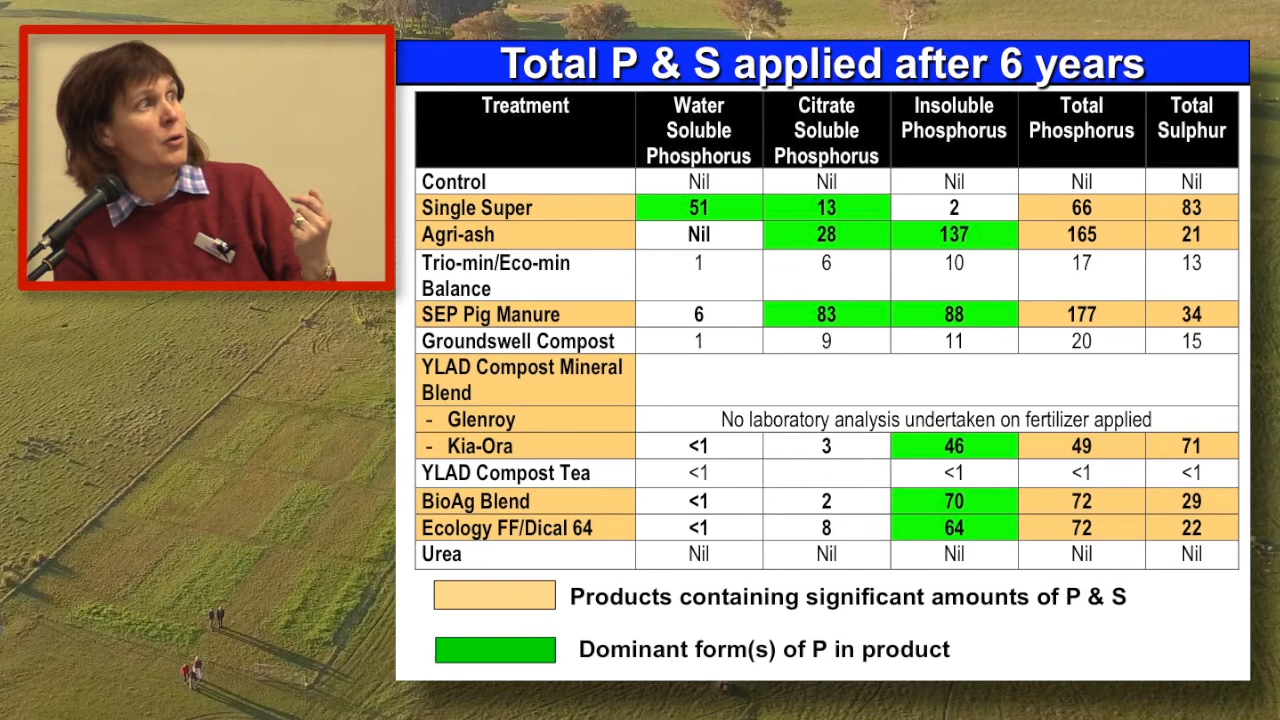 Total P & S applied after 6 years
Treatment Water Soluble Phosphorus Citrate Soluble Phosphorus Insoluble Phosphorus Total Phosphorus Total Sulphur
Control Nil Nil Nil Nil Nil
Single Super 51 13 2 66 83
Agri-ash Nil 28 137 165 21
Trio-min/Eco-min Balance 1 6 10 17 13
SEP Pig Manure 6 83 88 177 34
Groundswell Compost 1 9 11 20 15
YLAD Compost Mineral Blend
- Glenroy No laboratory analysis undertaken on fertilizer applied
- Kia-Ora <1 3 46 49 71
YLAD Compost Tea <1 <1 <1 <1
BioAg Blend <1 2 70 72 29
Ecology FF/Dical 64 <1 8 64 72 22
Urea Nil Nil Nil Nil Nil
Products containing significant amounts of P & S
Dominant form(s) of P in product